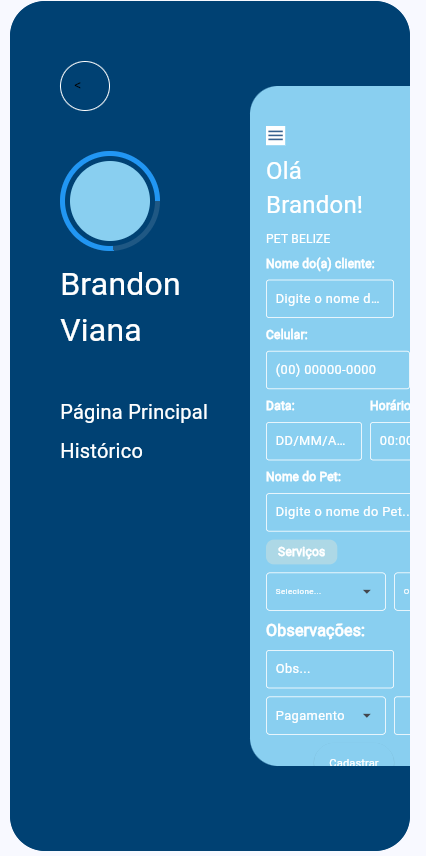 <
Brandon
Viana
Página Principal
Histórico
Olá
Brandon!
PET BELIZE
Nome do(a) cliente:
Digite o nome d...
Celular:
(00) 00000-0000
Data: Horário
DD/MM/A... 00:00
Nome do Pet:
Digite o nome do Pet...
Serviços
Selecione...
Observações:
Obs...
Pagamento
Cadastrar